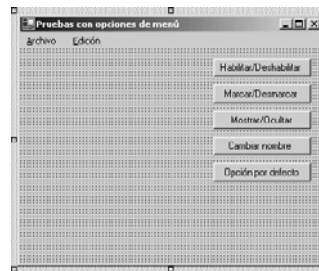 Pruebas con opciones de menú
Archivo Edición
Habilitar/Deshabilitar
Marcar/Desmarcar
Mostrar/Ocultar
Cambiar nombre
Opción por defecto